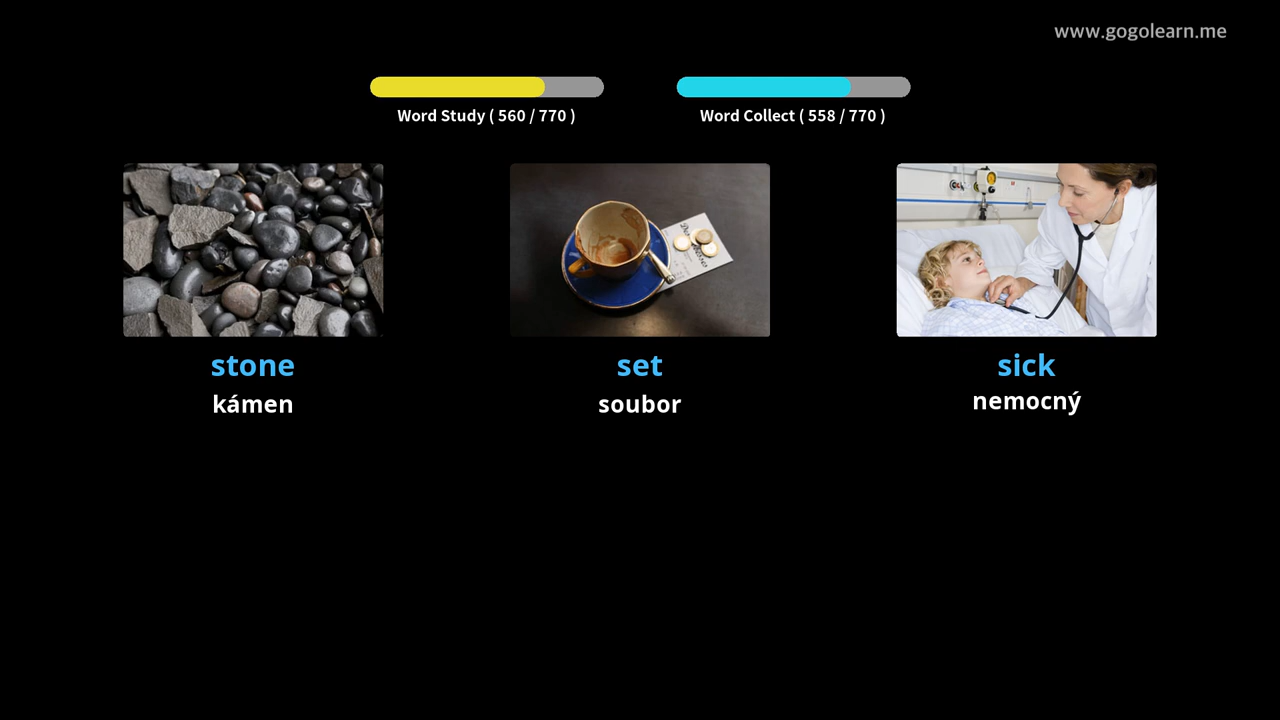 www.gogolearn.me
Word Study ( 560 / 770 )
Word Collect ( 558 / 770 )
stone
set
sick
kámen
soubor
nemocný